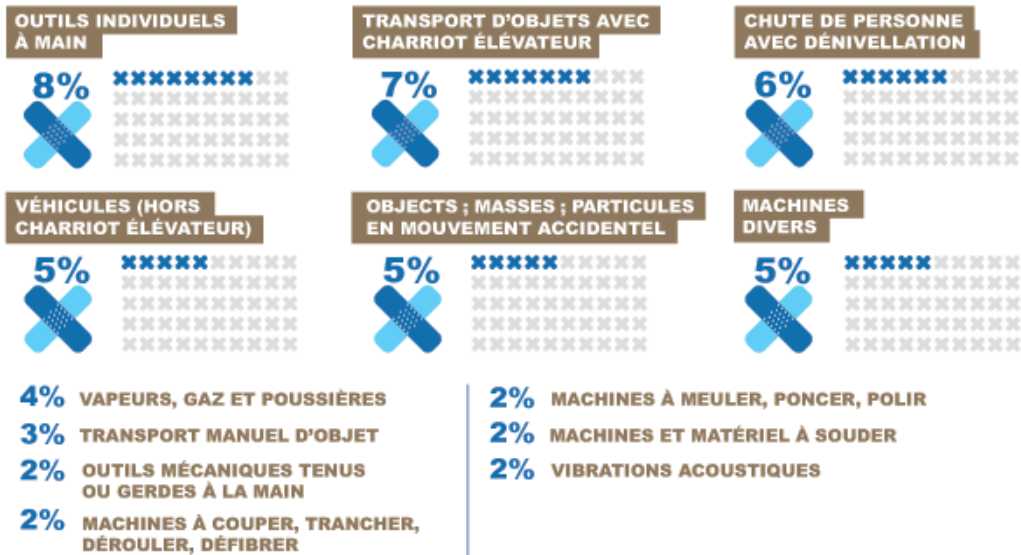 OUTILS INDIVIDUELS
À MAIN
8%
TRANSPORT D'OBJETS AVEC
CHARRIOT ÉLÉVATEUR
7%
CHUTE DE PERSONNE
AVEC DÉNIVELLATION
6%
VÉHICULES (HORS
CHARRIOT ÉLÉVATEUR)
5%
OBJECTS ; MASSES ; PARTICULES
EN MOUVEMENT ACCIDENTEL
5%
MACHINES
DIVERS
5%
4% VAPEURS, GAZ ET POUSSIÈRES
3% TRANSPORT MANUEL D'OBJET
2% OUTILS MÉCANIQUES TENUS
OU GERDES À LA MAIN
2% MACHINES À COUPER, TRANCHER,
DÉROULER, DÉFIBRER
2% MACHINES À MEULER, PONCER, POLIR
2% MACHINES ET MATÉRIEL À SOUDER
2% VIBRATIONS ACOUSTIQUES